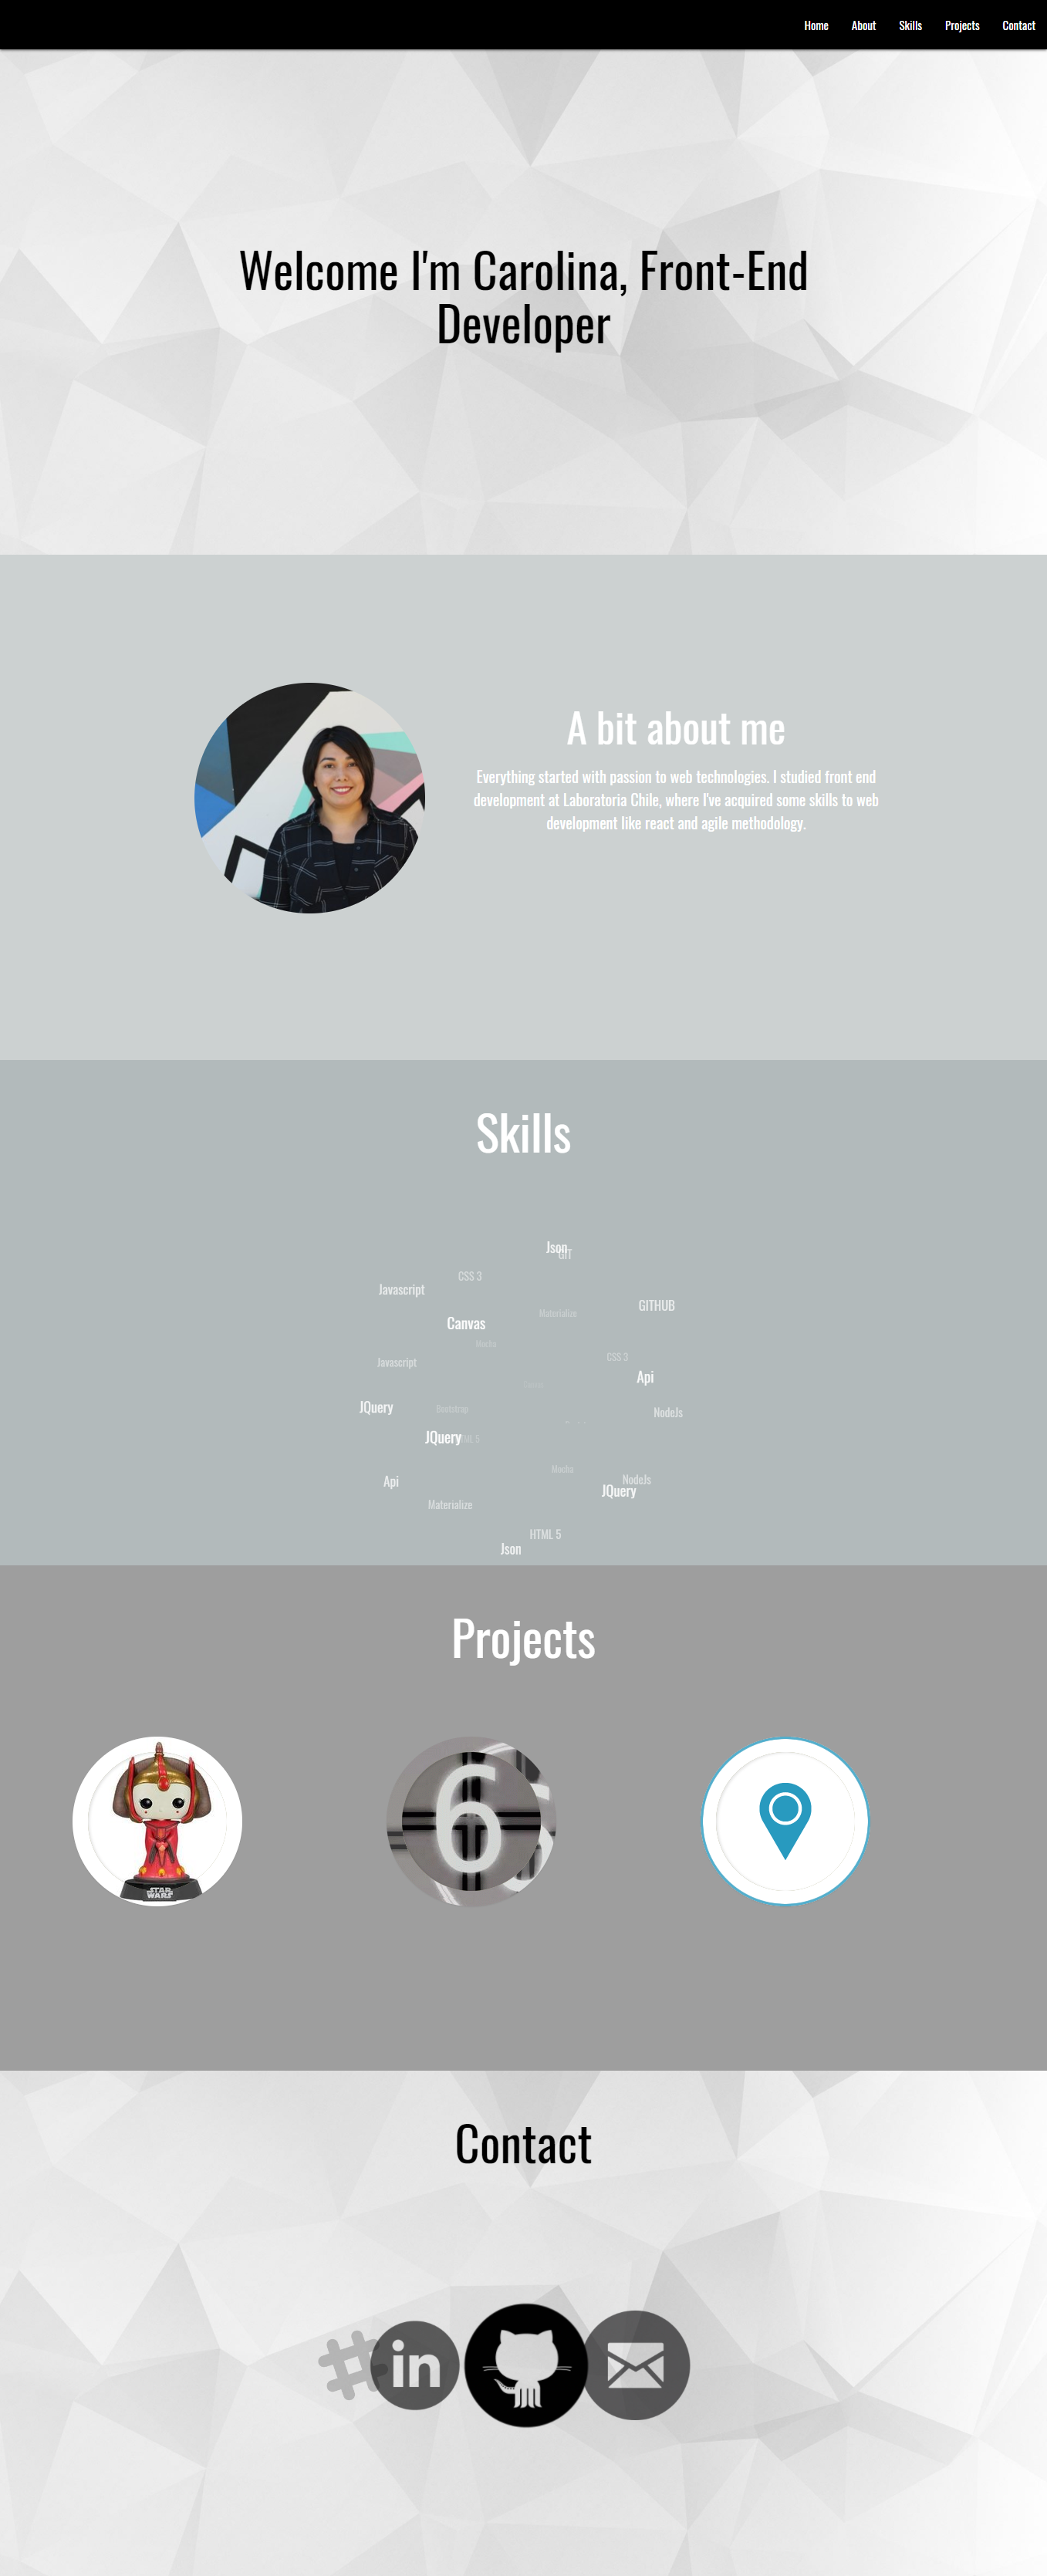 Home About Skills Projects Contact
Welcome I'm Carolina, Front-End
Developer
A bit about me
Everything started with passion to web technologies. I studied front end
development at Laboratoria Chile, where I've acquired some skills to web
development like react and agile methodology.
Skills
Json
GIT
CSS 3
Javascript
GITHUB
Materialize
Canvas
Mocha
CSS 3
Javascript
Api
JQuery
Bootstrap
NodeJs
JQuery
Mocha
NodeJs
Api
JQuery
Materialize
HTML 5
Json
Projects
STAR
WARS
6
Contact
in